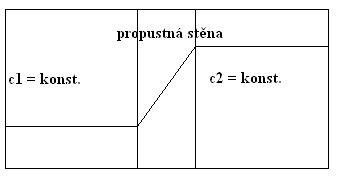 propustná stěna
c1 = konst.
c2 = konst.